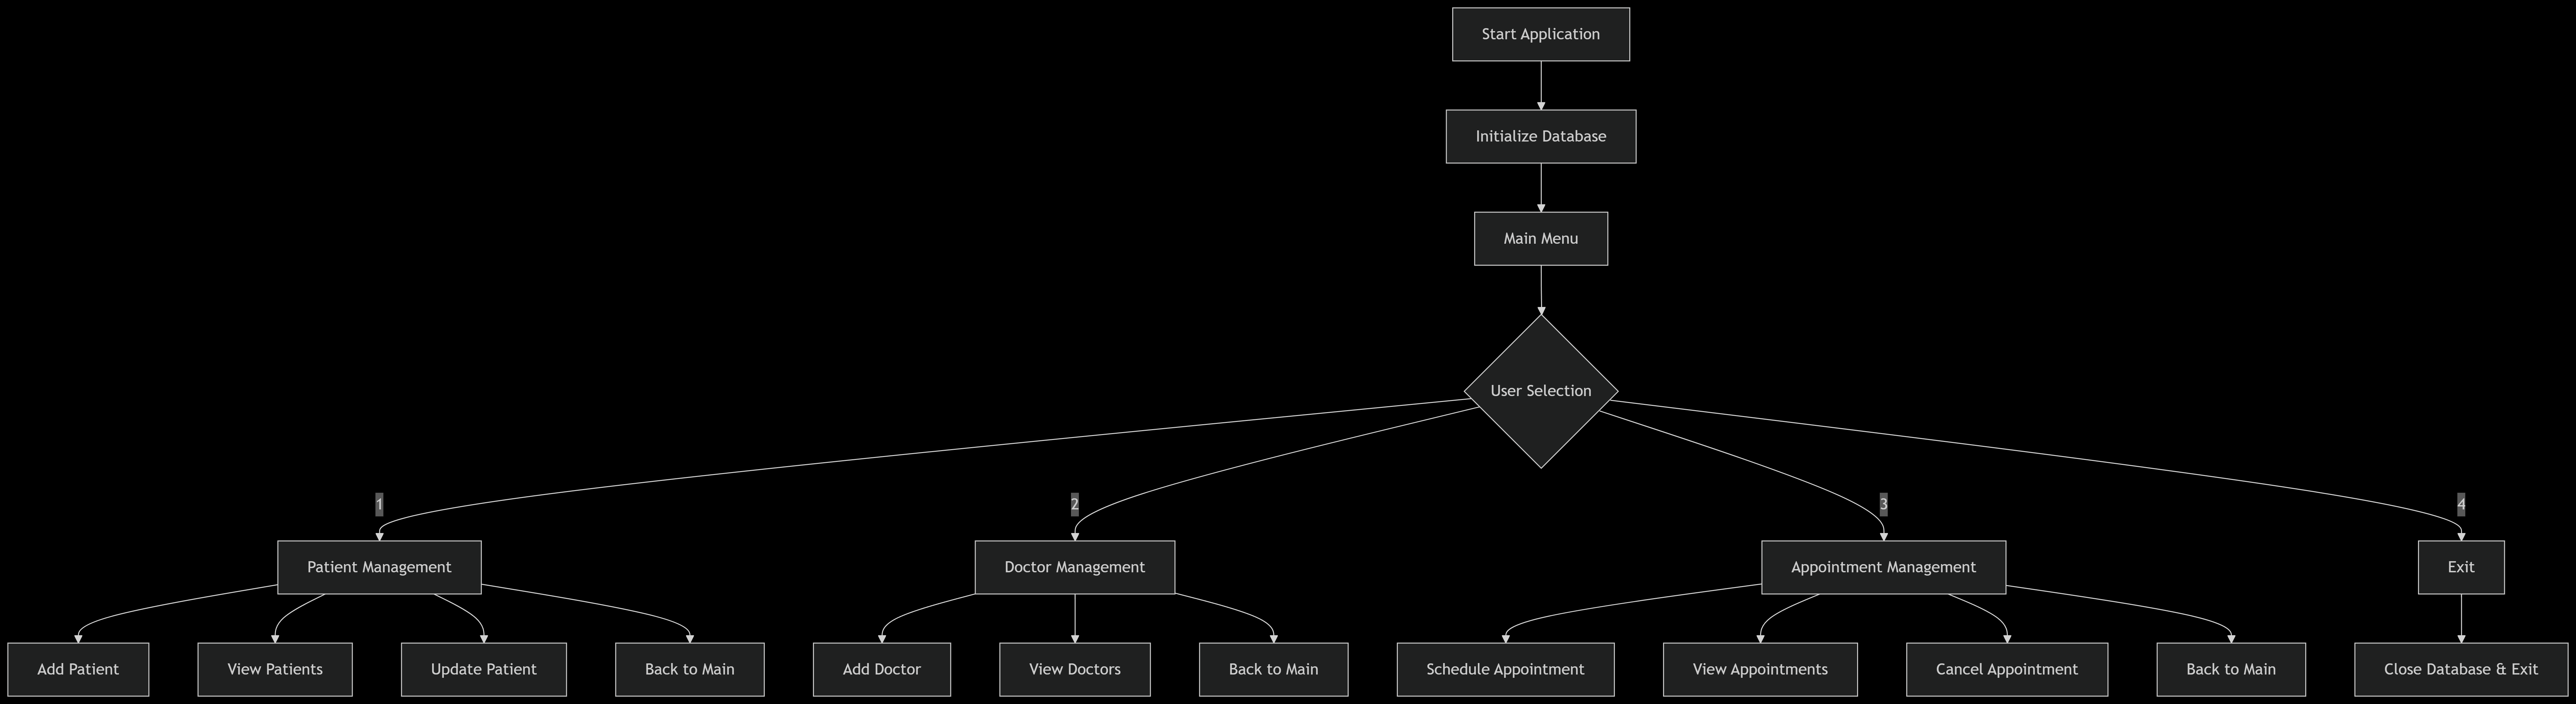 Start Application
Initialize Database
Main Menu
User Selection
1
2
3
4
Patient Management
Doctor Management
Appointment Management
Exit
Add Patient
View Patients
Update Patient
Back to Main
Add Doctor
View Doctors
Back to Main
Schedule Appointment
View Appointments
Cancel Appointment
Back to Main
Close Database & Exit